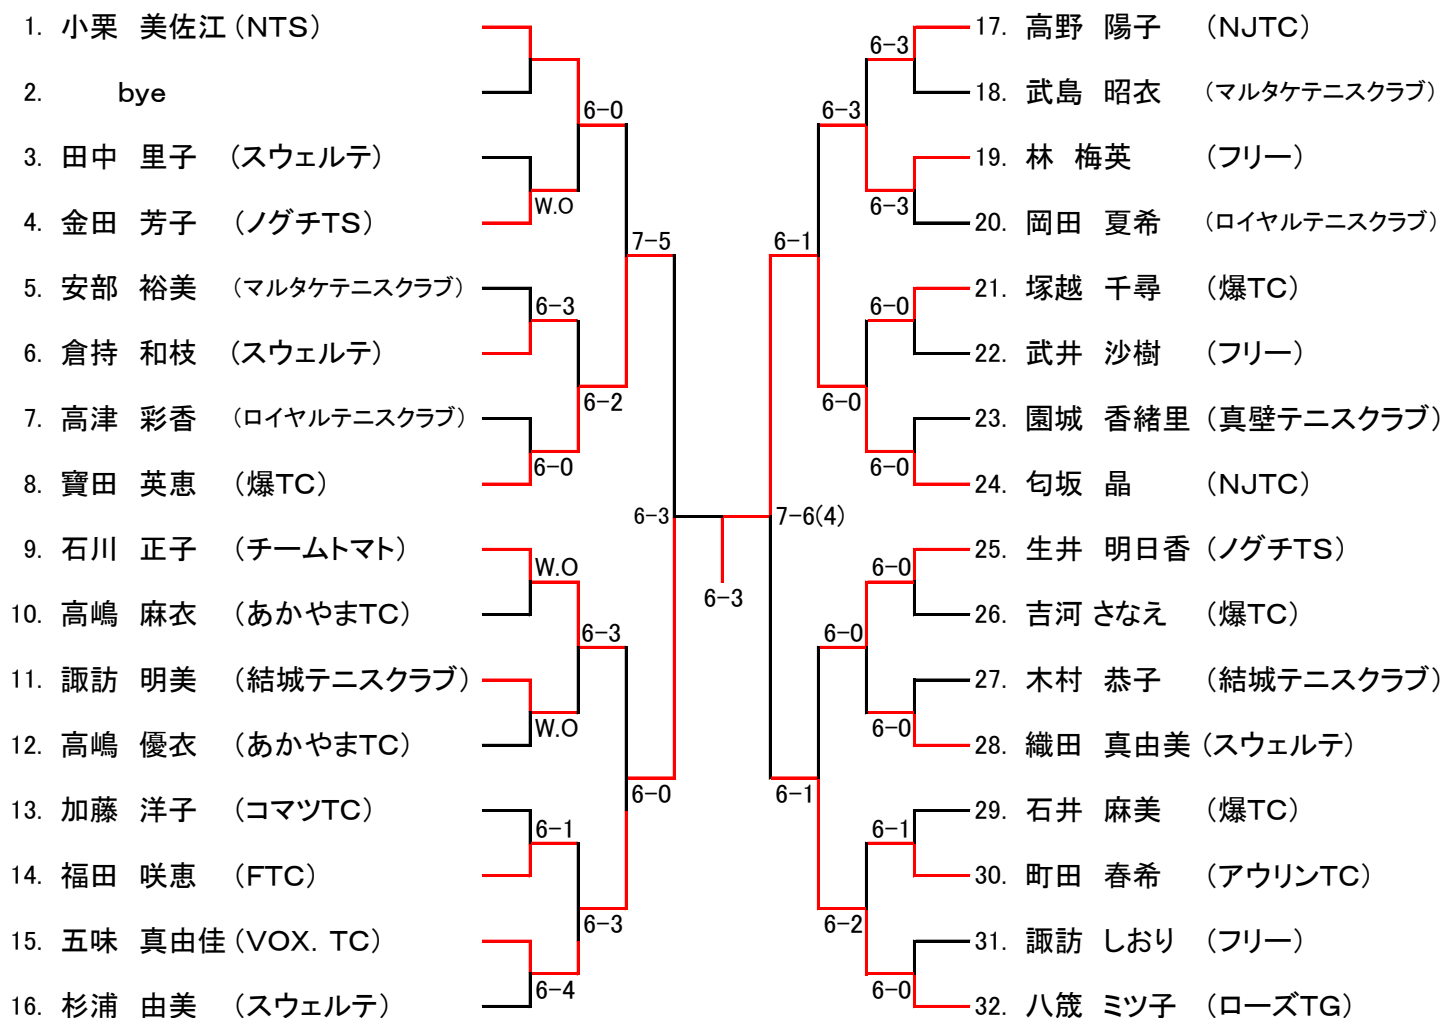 1. 小栗 美佐江 (NTS)
2. bye
3. 田中 里子 (スウェルテ)
4. 金田 芳子 (ノグチTS)
5. 安部 裕美 (マルタケテニスクラブ)
6. 倉持 和枝 (スウェルテ)
7. 高津 彩香 (ロイヤルテニスクラブ)
8. 寶田 英恵 (爆TC)
9. 石川 正子 (チームトマト)
10. 高嶋 麻衣 (あかやまTC)
11. 諏訪 明美 (結城テニスクラブ)
12. 高嶋 優衣 (あかやまTC)
13. 加藤 洋子 (コマツTC)
14. 福田 咲恵 (FTC)
15. 五味 真由佳 (VOX. TC)
16. 杉浦 由美 (スウェルテ)
W.O
6-3
6-0
W.O
W.O
6-1
6-4
6-0
6-2
6-3
6-3
7-5
6-0
6-3
6-3
7-6(4)
6-1
6-1
6-3
6-0
6-0
6-2
6-3
6-3
6-0
6-0
6-0
6-0
6-1
6-0
17. 高野 陽子 (NJTC)
18. 武島 昭衣 (マルタケテニスクラブ)
19. 林 梅英 (フリー)
20. 岡田 夏希 (ロイヤルテニスクラブ)
21. 塚越 千尋 (爆TC)
22. 武井 沙樹 (フリー)
23. 園城 香緒里 (真壁テニスクラブ)
24. 匂坂 晶 (NJTC)
25. 生井 明日香 (ノグチTS)
26. 吉河 さなえ (爆TC)
27. 木村 恭子 (結城テニスクラブ)
28. 織田 真由美 (スウェルテ)
29. 石井 麻美 (爆TC)
30. 町田 春希 (アウリンTC)
31. 諏訪 しおり (フリー)
32. 八筬 ミツ子 (ローズTG)